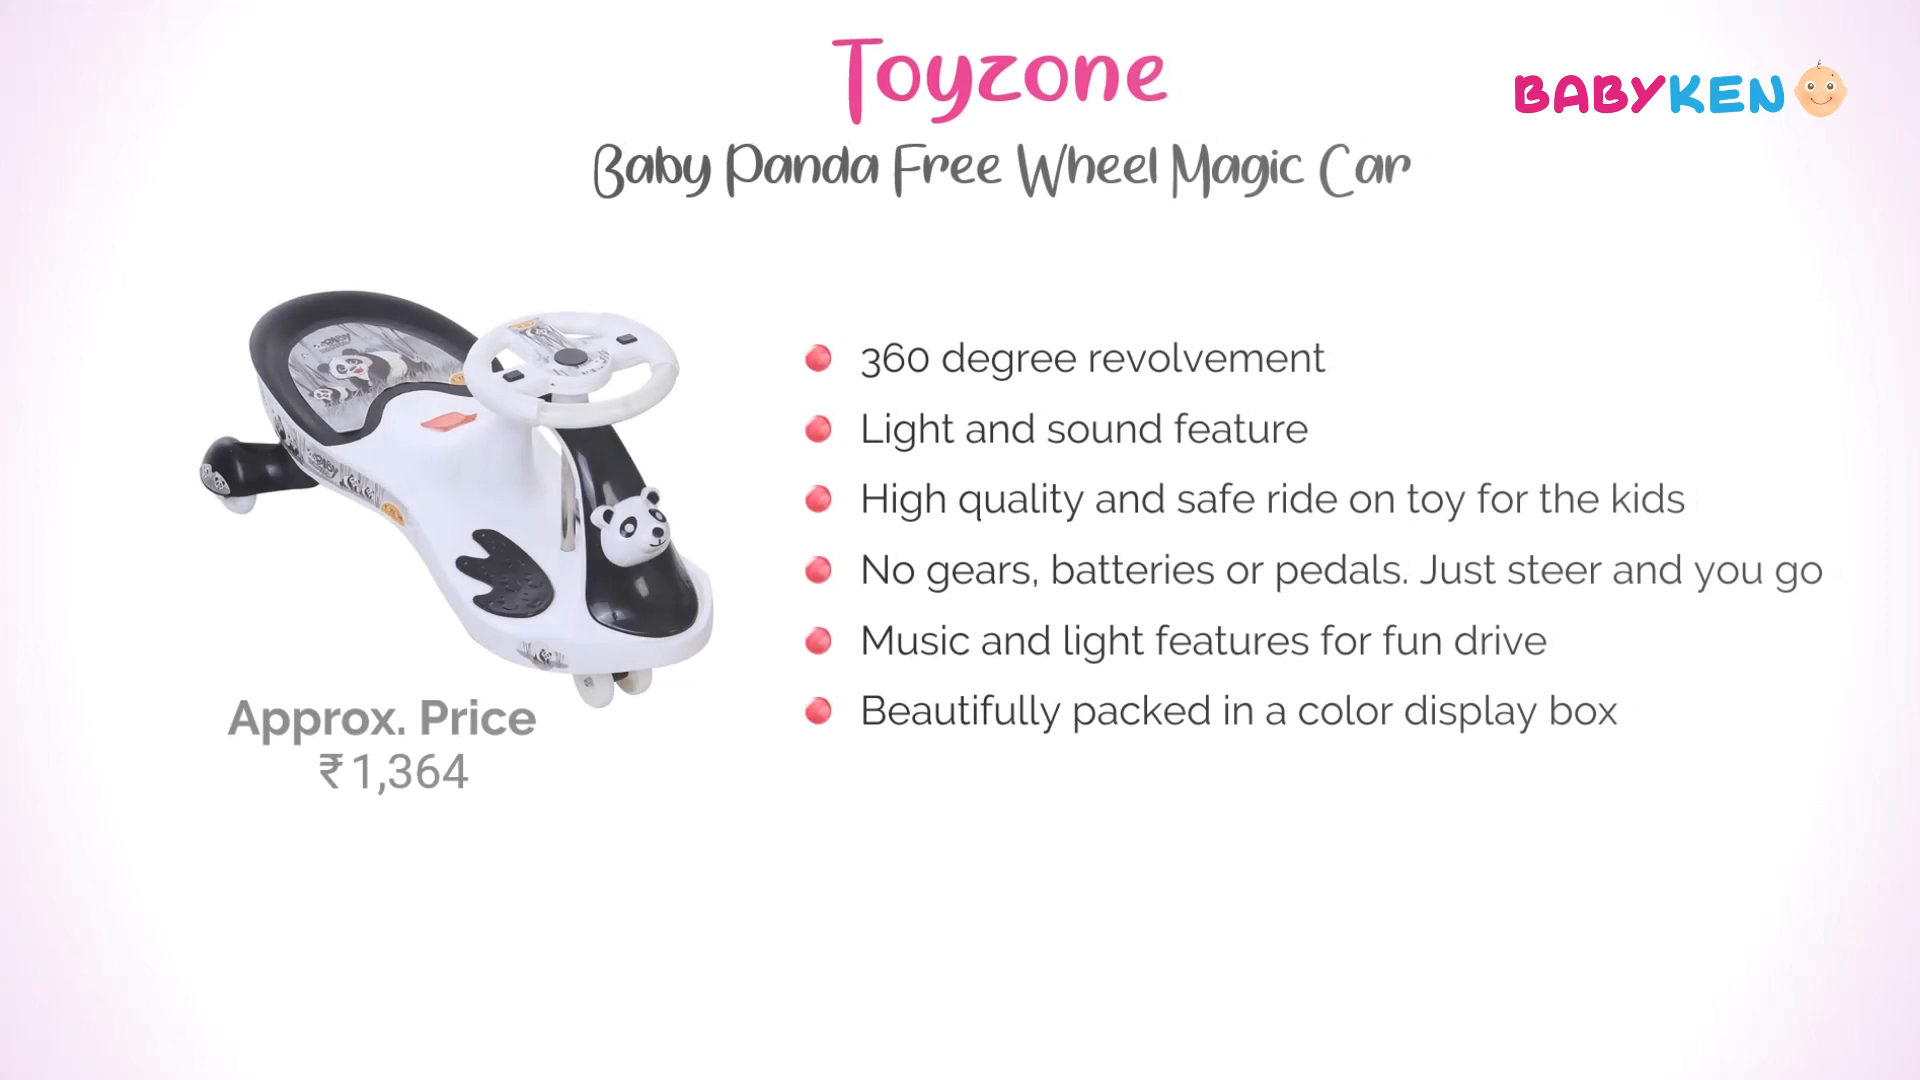 Toyzone
BABYKEN
Baby Panda Free Wheel Magic Car
360 degree revolvement
Light and sound feature
High quality and safe ride on toy for the kids
No gears, batteries or pedals. Just steer and you go
Music and light features for fun drive
Beautifully packed in a color display box
Approx. Price
₹ 1,364